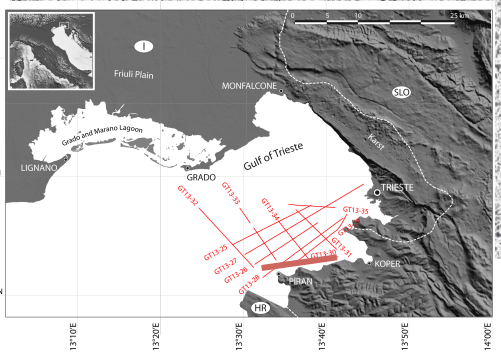 0 5 10 15 25 km
I
Friuli Plain
MONFALCONE
SLO
Karst
Grado and Marano Lagoon
Gulf of Trieste
LIGNANO
GRADO
TRIESTE
GT13-32
GT13-33
GT13-34
GT13-35
GT13-25
GT13-27
GT13-26
GT13-28
GT13-30
GT13-31
KOPER
PIRAN
HR
N
13°10'E
13°20'E
13°30'E
13°40'E
13°50'E
14°00'E